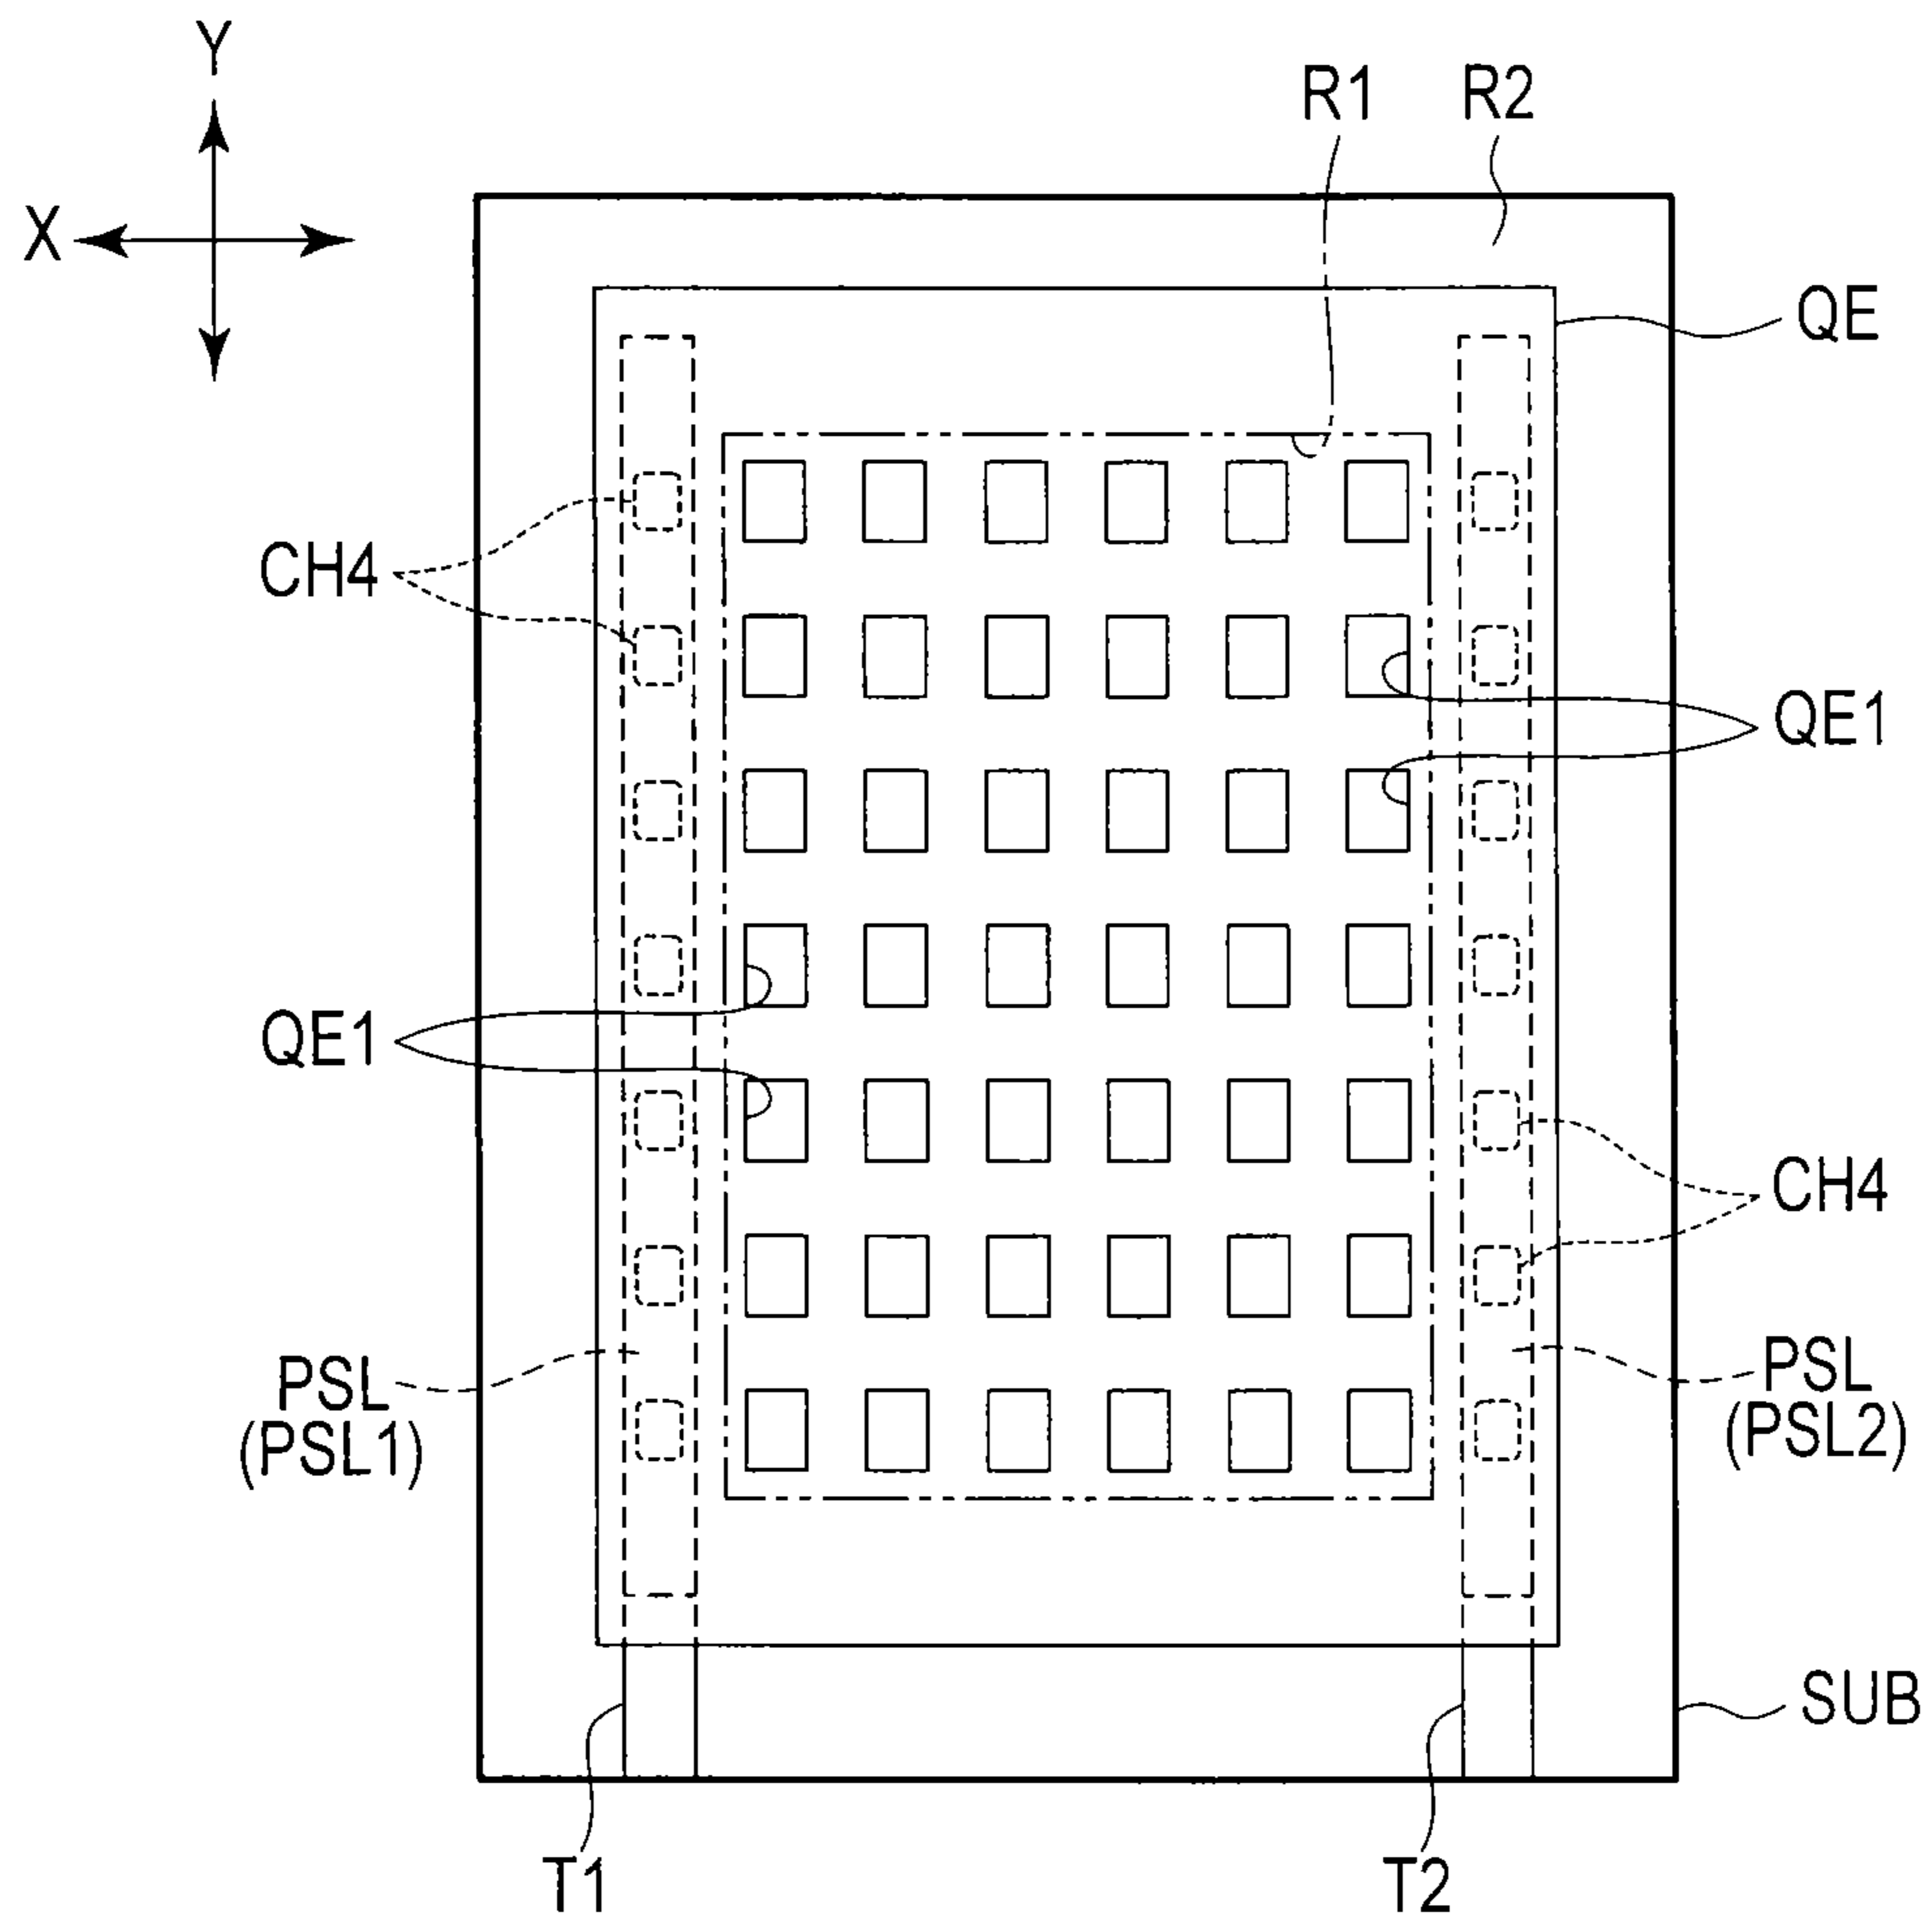 Y
X
R1
R2
QE
CH4
QE1
QE1
CH4
PSL
(PSL1)
PSL
(PSL2)
SUB
T1
T2